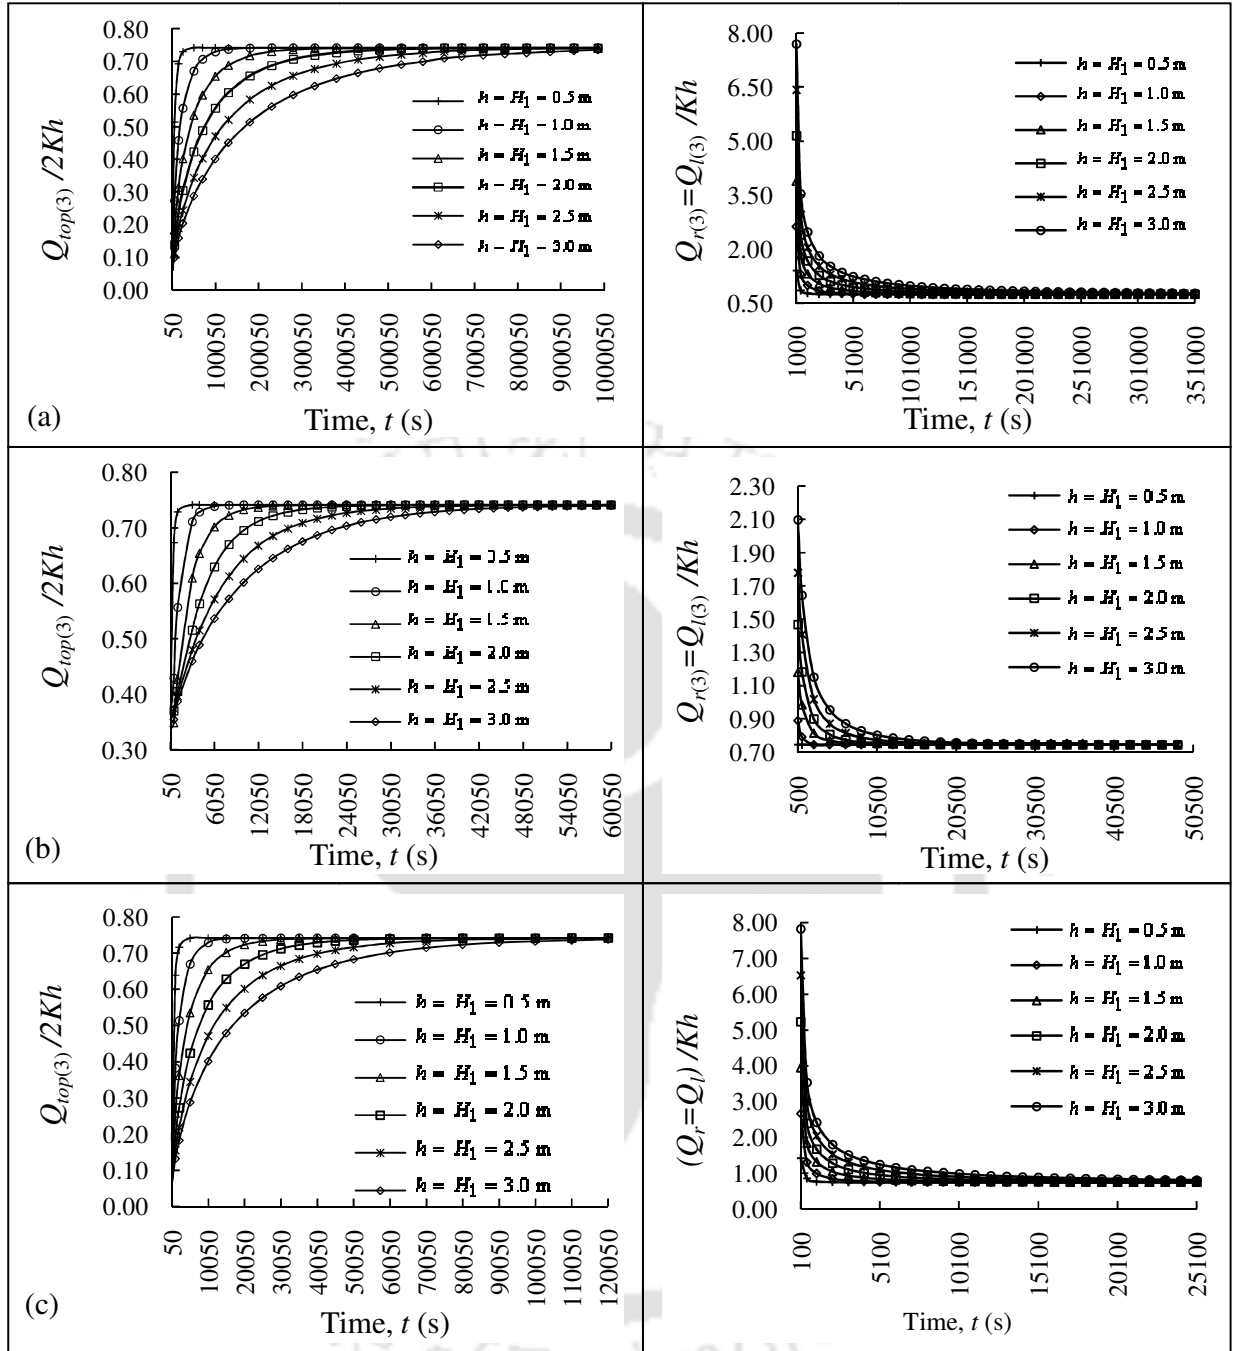 0.80
0.70
0.60
0.50
0.40
0.30
0.20
0.10
0.00
Q_top(3) /2Kh
h = H1 = 0.5 m
h − H1 − 1.0 m
h = H1 = 1.5 m
h − H1 − 2.0 m
h = H1 = 2.5 m
h − H1 − 3.0 m
50
100050
200050
300050
400050
500050
600050
700050
800050
900050
1000050
Time, t (s)
(a)
8.00
6.50
5.00
3.50
2.00
0.50
Q_r(3)=Q_l(3) /Kh
h = H1 = 0.5 m
h = H1 = 1.0 m
h = H1 = 1.5 m
h = H1 = 2.0 m
h = H1 = 2.5 m
h = H1 = 3.0 m
1000
51000
101000
151000
201000
251000
301000
351000
Time, t (s)
0.80
0.70
0.60
0.50
0.40
0.30
Q_top(3) /2Kh
h = H1 = 0.5 m
h = H1 = 1.0 m
h = H1 = 1.5 m
h = H1 = 2.0 m
h = H1 = 2.5 m
h = H1 = 3.0 m
50
6050
12050
18050
24050
30050
36050
42050
48050
54050
60050
Time, t (s)
(b)
2.30
2.10
1.90
1.70
1.50
1.30
1.10
0.90
0.70
Q_r(3)=Q_l(3) /Kh
h = H1 = 0.5 m
h = H1 = 1.0 m
h = H1 = 1.5 m
h = H1 = 2.0 m
h = H1 = 2.5 m
h = H1 = 3.0 m
500
10500
20500
30500
40500
50500
Time, t (s)
0.80
0.70
0.60
0.50
0.40
0.30
0.20
0.10
0.00
Q_top(3) /2Kh
h = H1 = 0.5 m
h = H1 = 1.0 m
h = H1 = 1.5 m
h = H1 = 2.0 m
h = H1 = 2.5 m
h = H1 = 3.0 m
50
10050
20050
30050
40050
50050
60050
70050
80050
90050
100050
110050
120050
Time, t (s)
(c)
8.00
7.00
6.00
5.00
4.00
3.00
2.00
1.00
0.00
(Q_r=Q_l) /Kh
h = H1 = 0.5 m
h = H1 = 1.0 m
h = H1 = 1.5 m
h = H1 = 2.0 m
h = H1 = 2.5 m
h = H1 = 3.0 m
100
5100
10100
15100
20100
25100
Time, t (s)